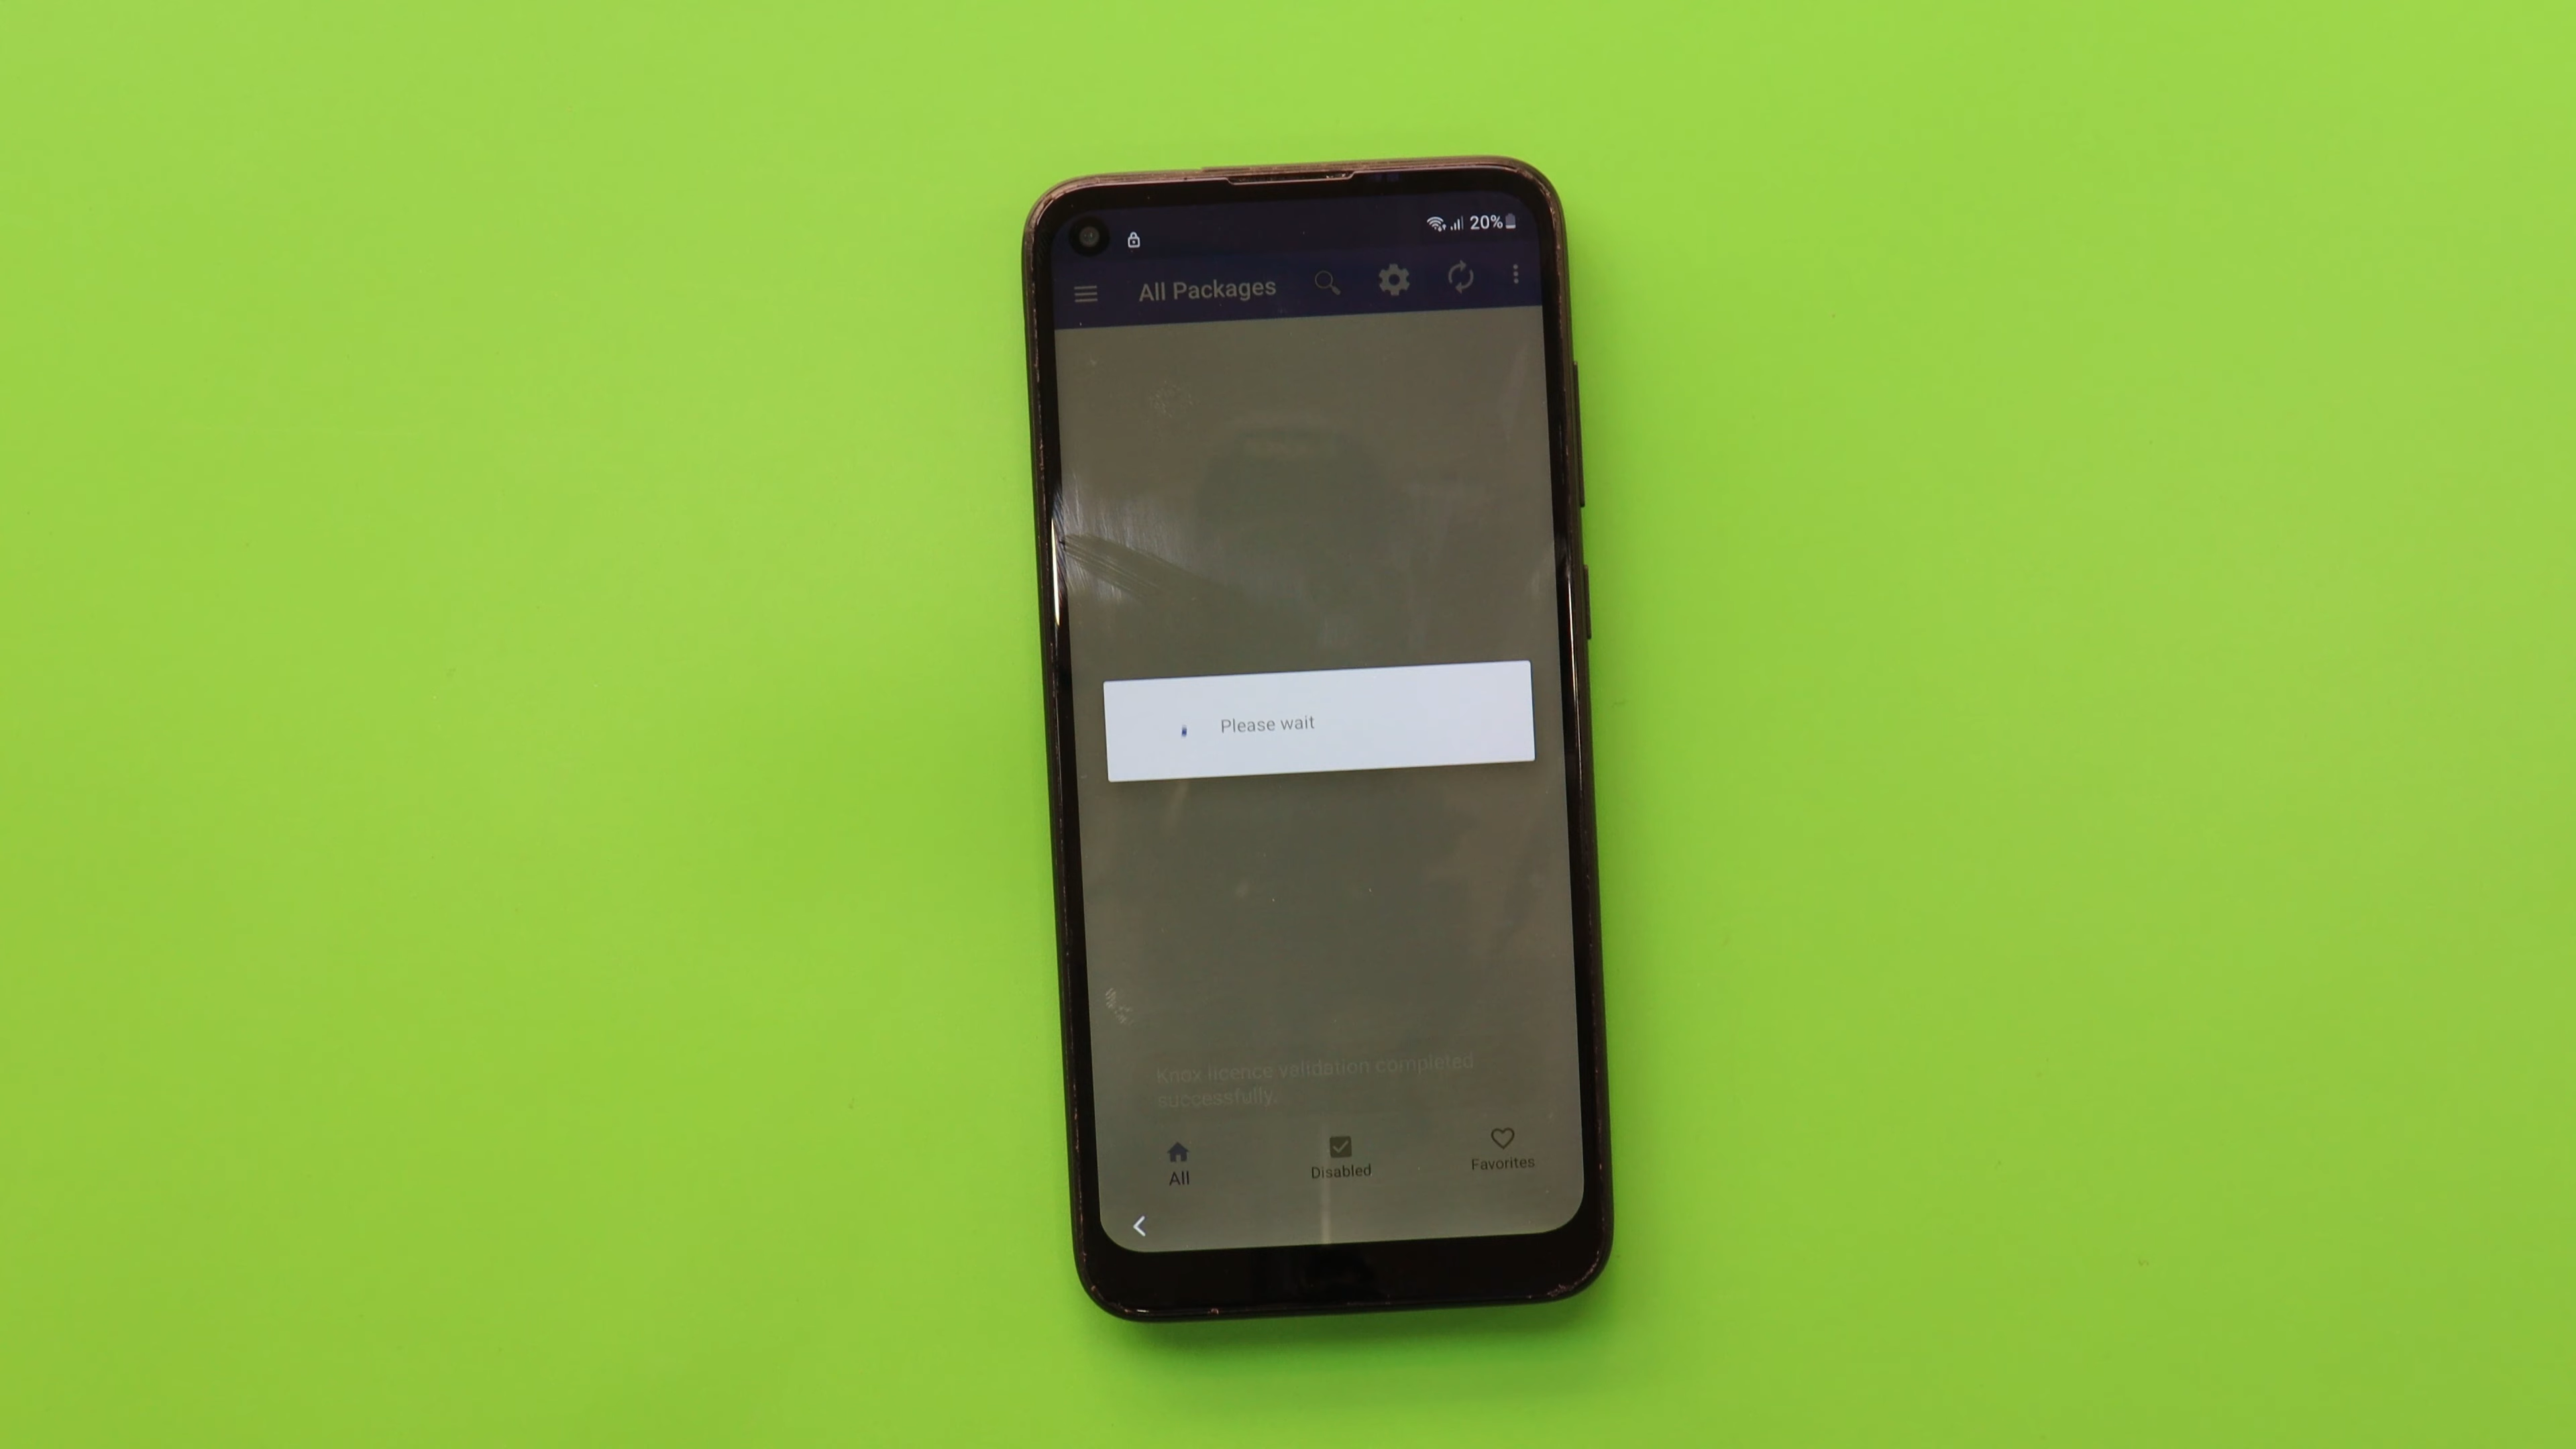 20%
All Packages
Please wait
Knox licence validation completed
successfully.
All
Disabled
Favorites